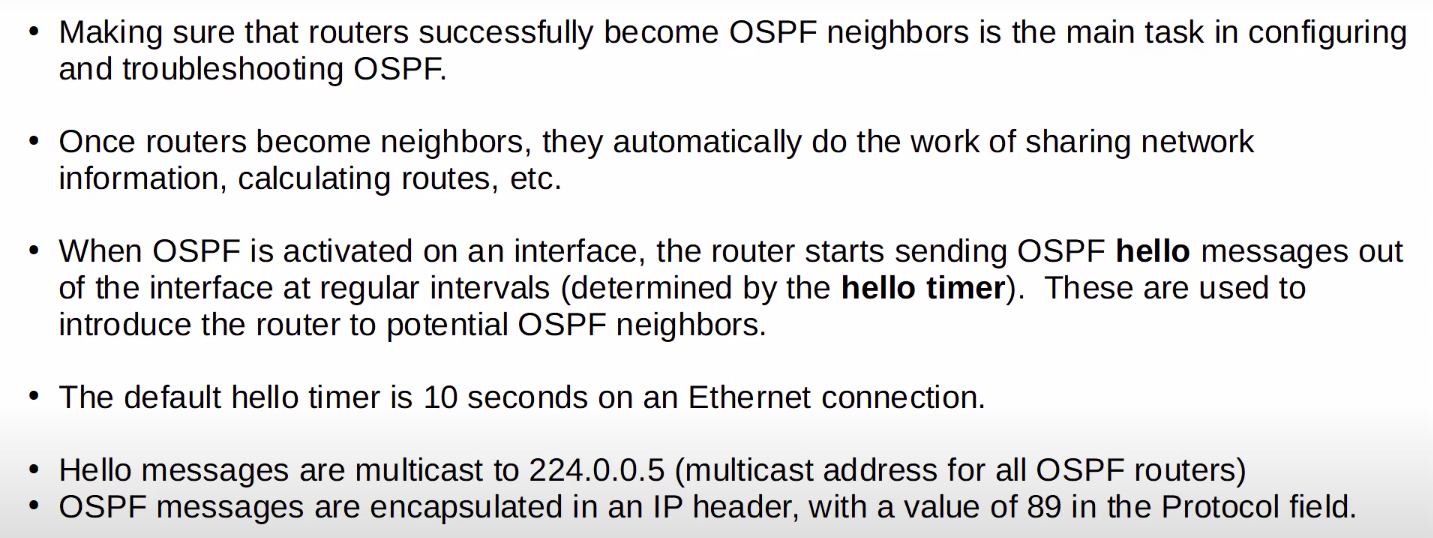 • Making sure that routers successfully become OSPF neighbors is the main task in configuring
and troubleshooting OSPF.
• Once routers become neighbors, they automatically do the work of sharing network
information, calculating routes, etc.
• When OSPF is activated on an interface, the router starts sending OSPF hello messages out
of the interface at regular intervals (determined by the hello timer).  These are used to
introduce the router to potential OSPF neighbors.
• The default hello timer is 10 seconds on an Ethernet connection.
• Hello messages are multicast to 224.0.0.5 (multicast address for all OSPF routers)
• OSPF messages are encapsulated in an IP header, with a value of 89 in the Protocol field.